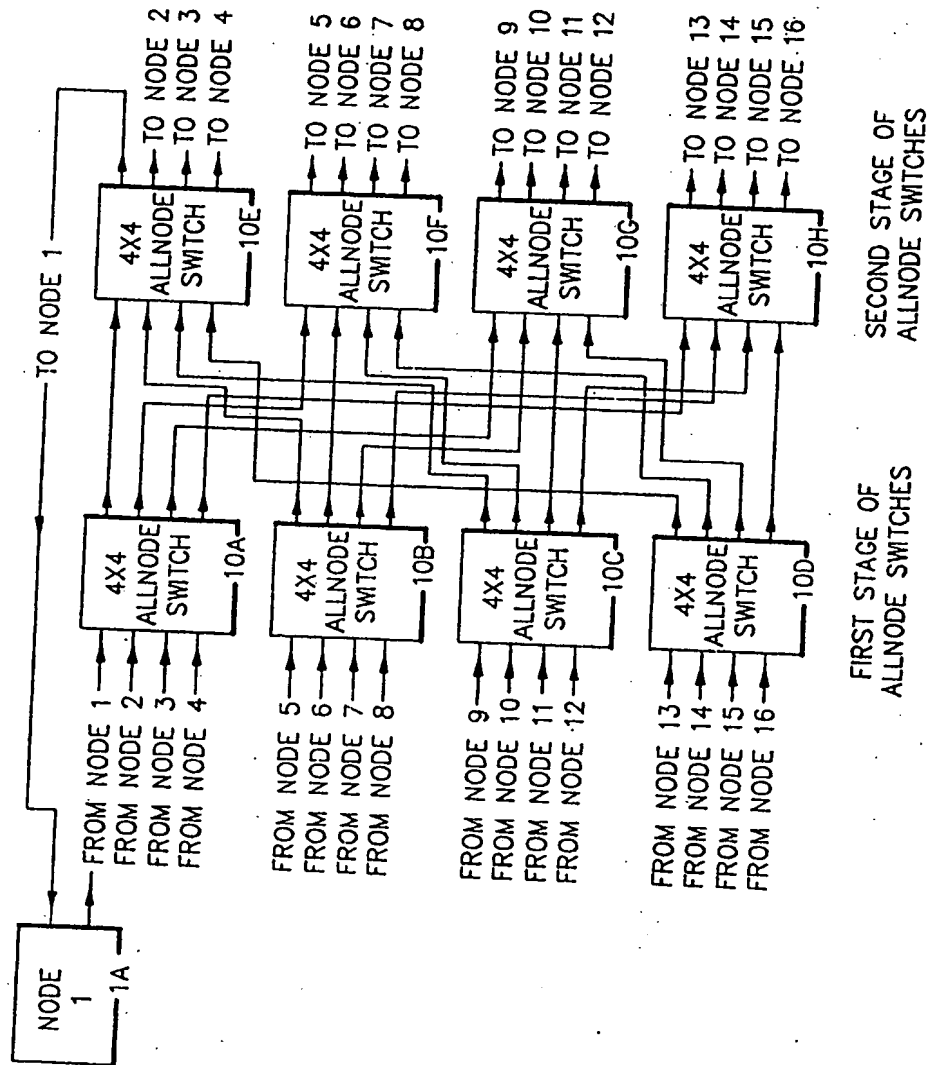 TO NODE 1
NODE
1
1A
FROM NODE 1
FROM NODE 2
FROM NODE 3
FROM NODE 4
4X4
ALLNODE
SWITCH
10A
4X4
ALLNODE
SWITCH
10E
TO NODE 2
TO NODE 3
TO NODE 4
FROM NODE 5
FROM NODE 6
FROM NODE 7
FROM NODE 8
4X4
ALLNODE
SWITCH
10B
4X4
ALLNODE
SWITCH
10F
TO NODE 5
TO NODE 6
TO NODE 7
TO NODE 8
FROM NODE 9
FROM NODE 10
FROM NODE 11
FROM NODE 12
4X4
ALLNODE
SWITCH
10C
4X4
ALLNODE
SWITCH
10G
TO NODE 9
TO NODE 10
TO NODE 11
TO NODE 12
FROM NODE 13
FROM NODE 14
FROM NODE 15
FROM NODE 16
4X4
ALLNODE
SWITCH
10D
4X4
ALLNODE
SWITCH
10H
TO NODE 13
TO NODE 14
TO NODE 15
TO NODE 16
FIRST STAGE OF
ALLNODE SWITCHES
SECOND STAGE OF
ALLNODE SWITCHES